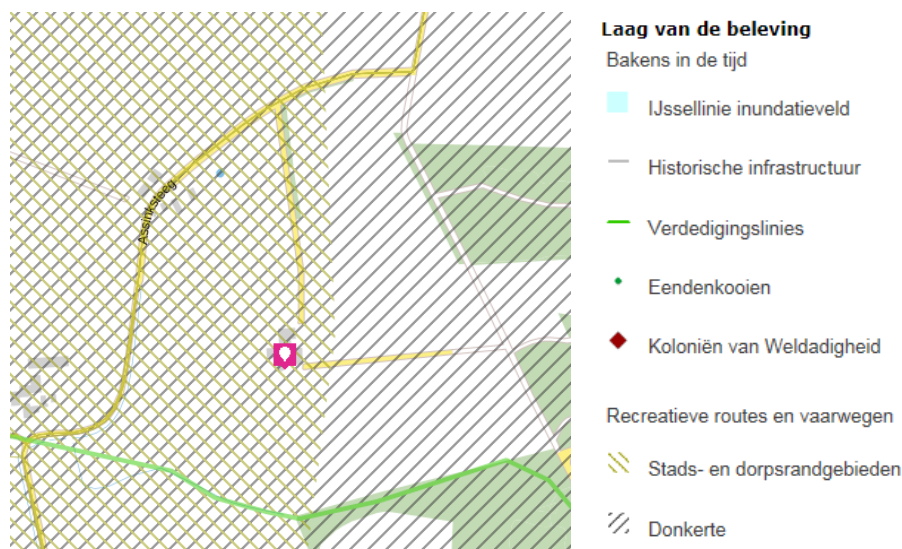 Assinksteeg
Laag van de beleving
Bakens in de tijd
IJssellinie inundatieveld
Historische infrastructuur
Verdedigingslinies
Eendenkooien
Koloniën van Weldadigheid
Recreatieve routes en vaarwegen
Stads- en dorpsrandgebieden
Donkerte